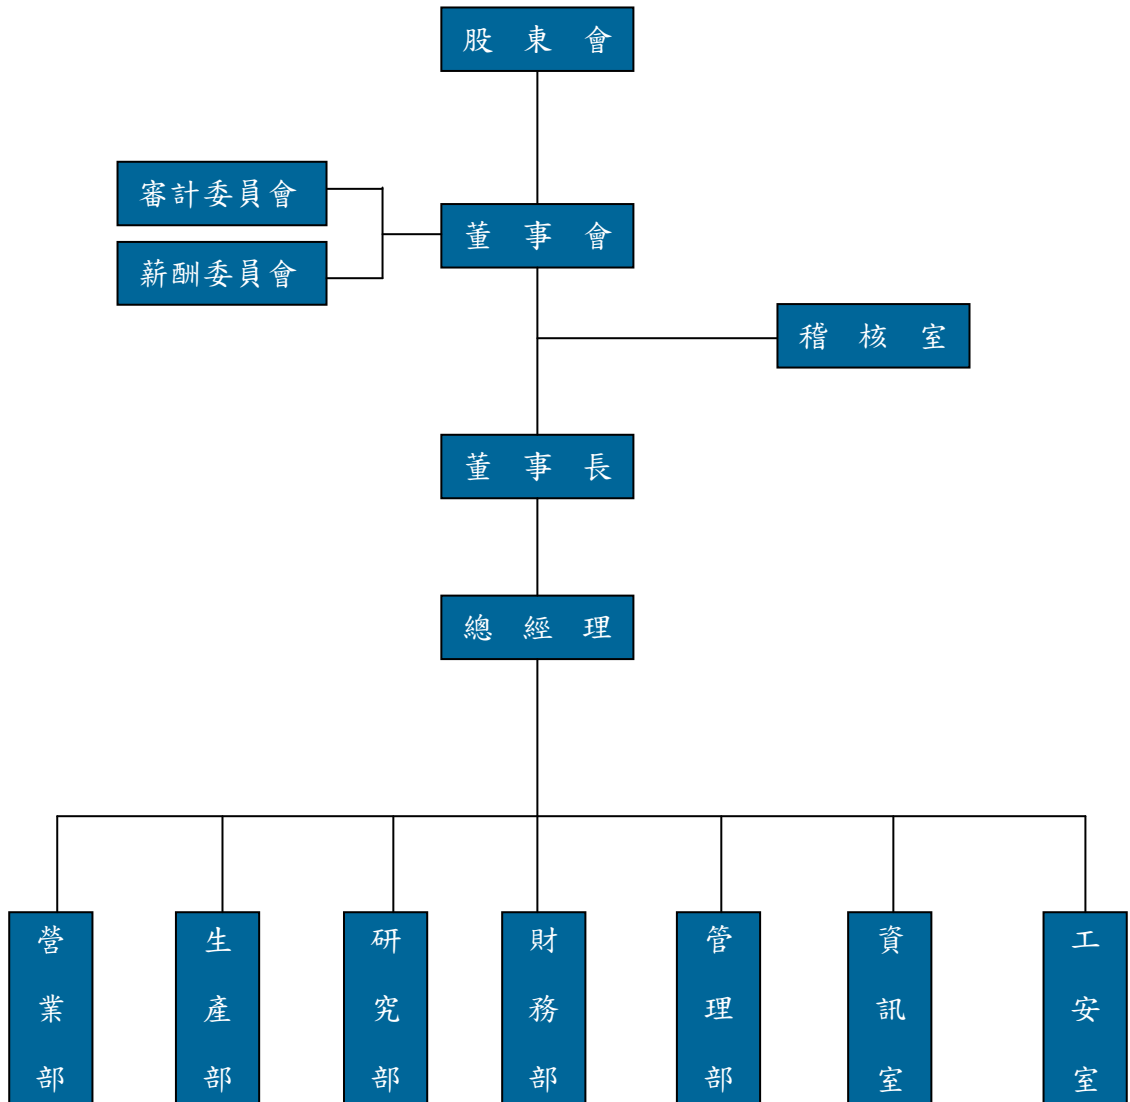 股東會
審計委員會
董事會
薪酬委員會
稽核室
董事長
總經理
營業部
生產部
研究部
財務部
管理部
資訊室
工安室